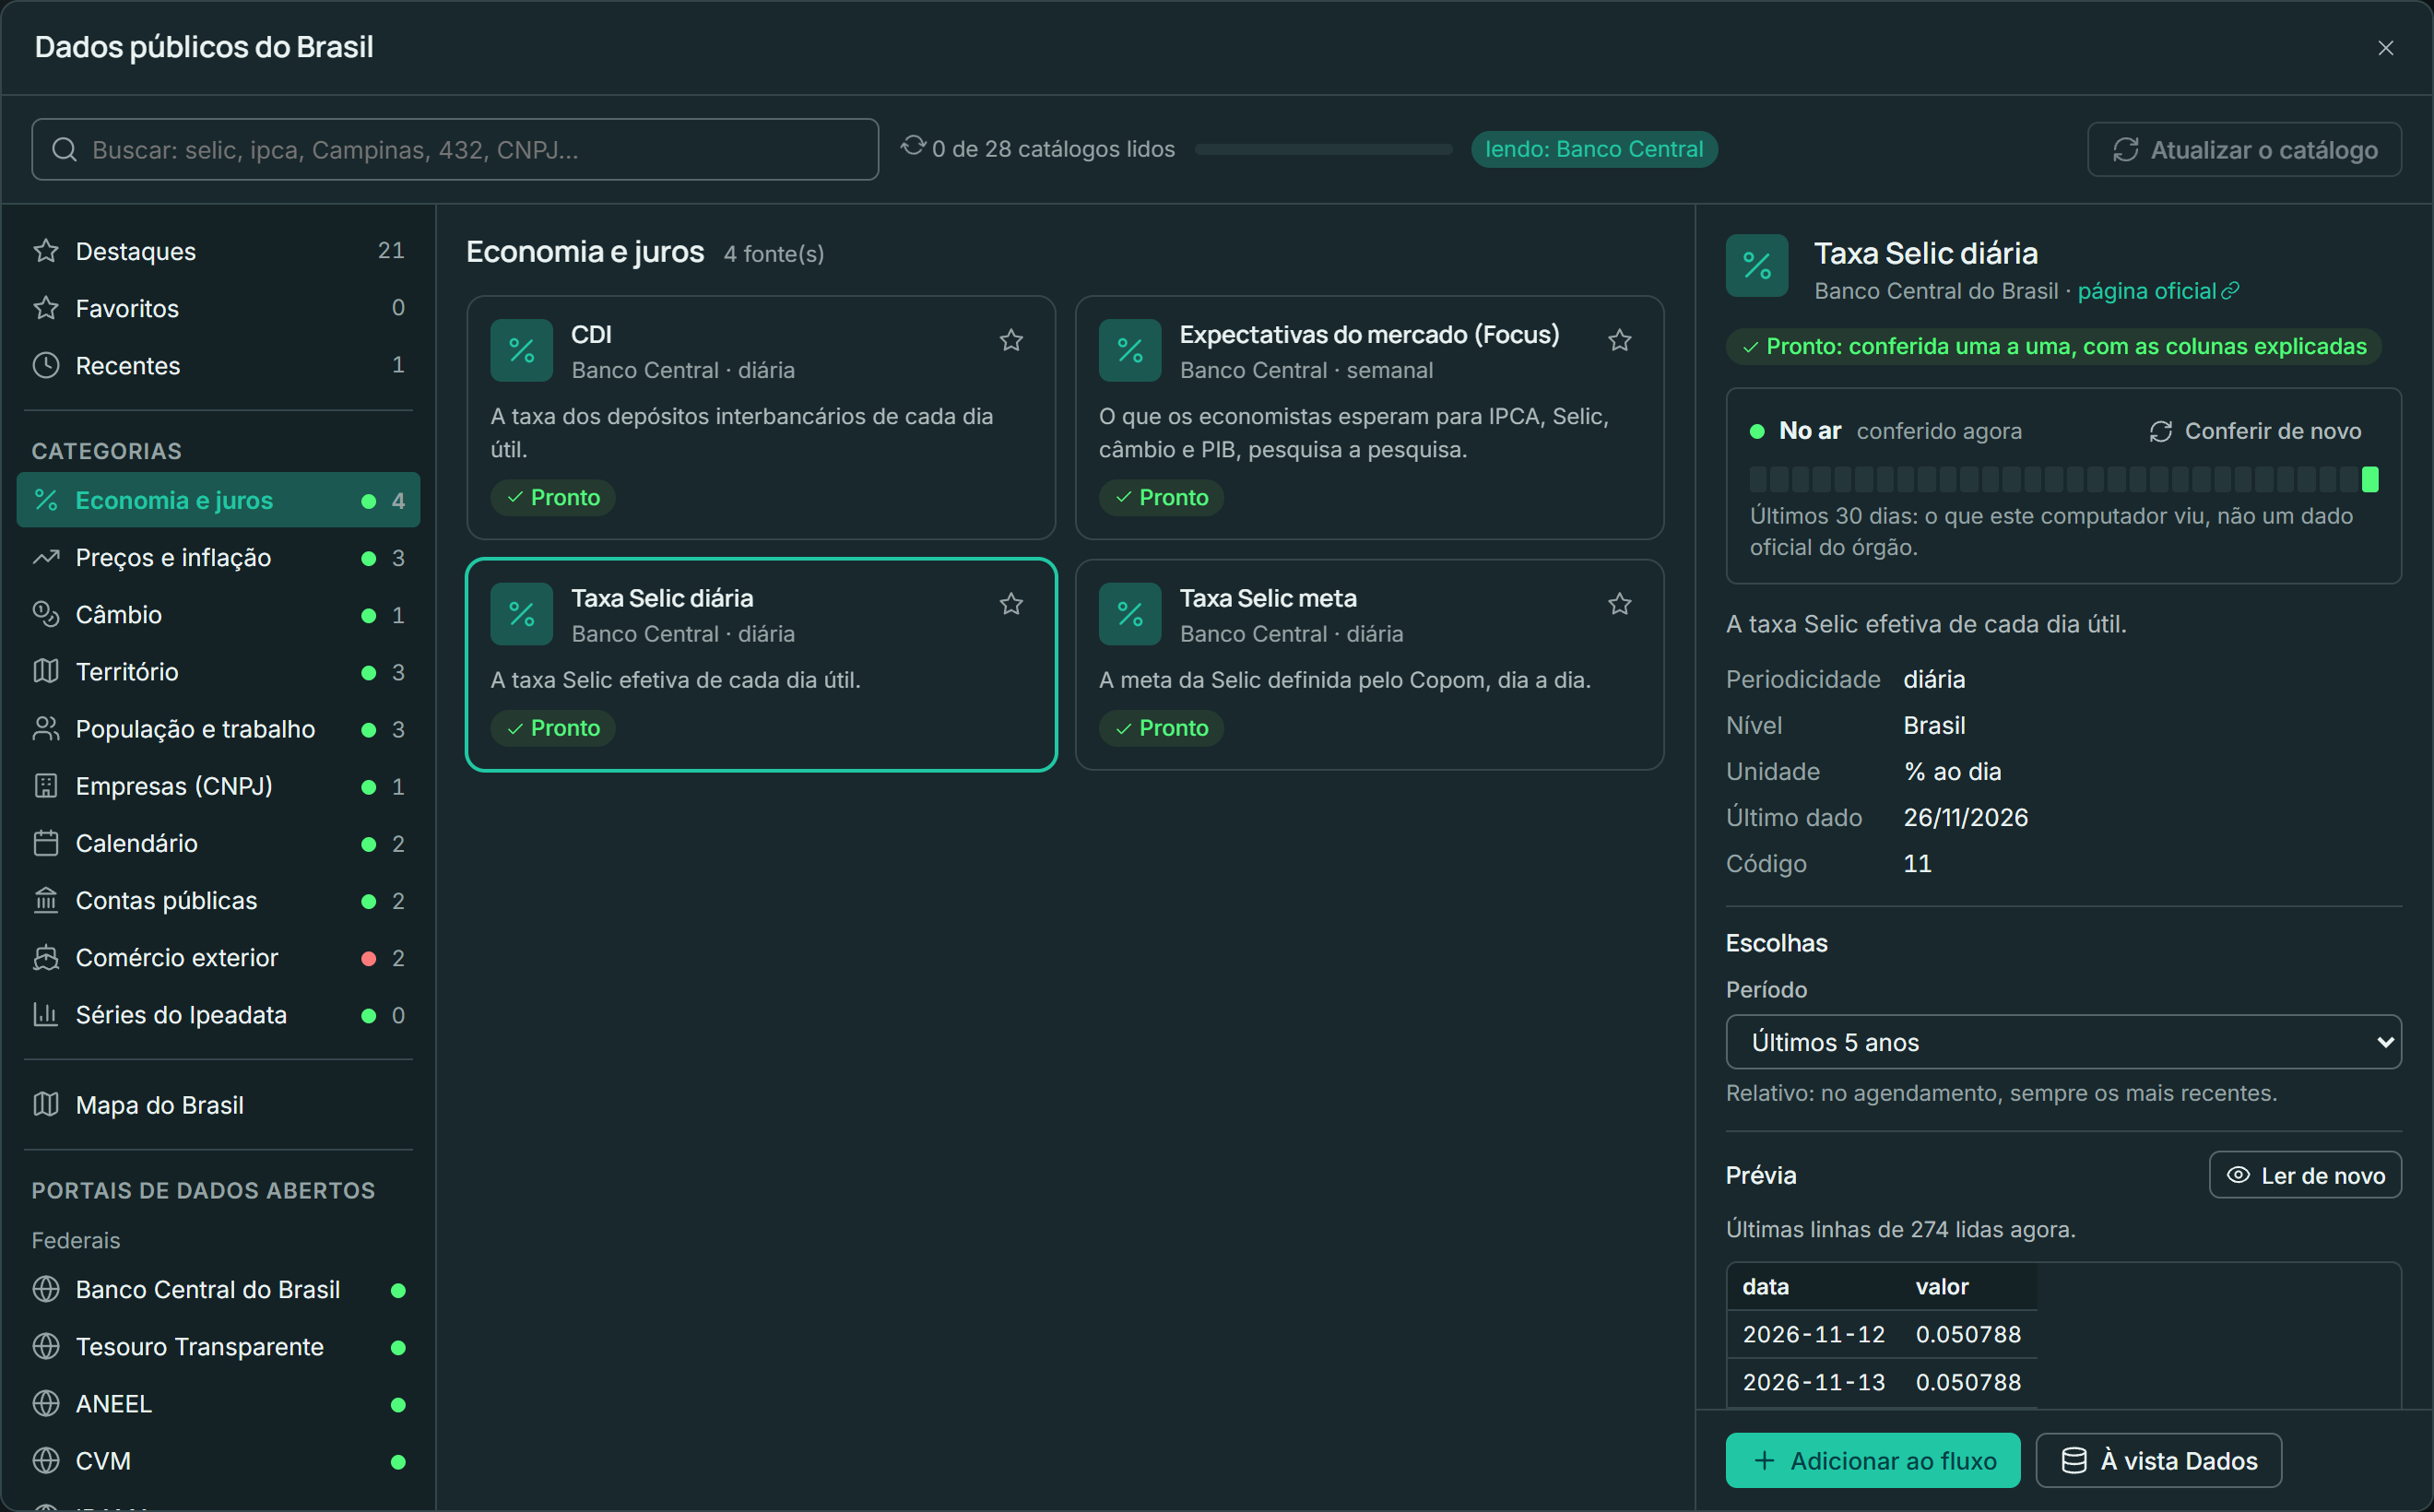 Dados públicos do Brasil
Buscar: selic, ipca, Campinas, 432, CNPJ...
0 de 28 catálogos lidos
lendo: Banco Central
Atualizar o catálogo
Destaques 21
Favoritos 0
Recentes 1
CATEGORIAS
Economia e juros 4
Preços e inflação 3
Câmbio 1
Território 3
População e trabalho 3
Empresas (CNPJ) 1
Calendário 2
Contas públicas 2
Comércio exterior 2
Séries do Ipeadata 0
Mapa do Brasil
PORTAIS DE DADOS ABERTOS
Federais
Banco Central do Brasil
Tesouro Transparente
ANEEL
CVM
Economia e juros 4 fonte(s)
CDI
Banco Central · diária
A taxa dos depósitos interbancários de cada dia
útil.
Pronto
Expectativas do mercado (Focus)
Banco Central · semanal
O que os economistas esperam para IPCA, Selic,
câmbio e PIB, pesquisa a pesquisa.
Pronto
Taxa Selic diária
Banco Central · diária
A taxa Selic efetiva de cada dia útil.
Pronto
Taxa Selic meta
Banco Central · diária
A meta da Selic definida pelo Copom, dia a dia.
Pronto
Taxa Selic diária
Banco Central do Brasil · página oficial
Pronto: conferida uma a uma, com as colunas explicadas
No ar conferido agora
Conferir de novo
Últimos 30 dias: o que este computador viu, não um dado
oficial do órgão.
A taxa Selic efetiva de cada dia útil.
Periodicidade diária
Nível Brasil
Unidade % ao dia
Último dado 26/11/2026
Código 11
Escolhas
Período
Últimos 5 anos
Relativo: no agendamento, sempre os mais recentes.
Prévia
Ler de novo
Últimas linhas de 274 lidas agora.
data valor
2026-11-12 0.050788
2026-11-13 0.050788
Adicionar ao fluxo
À vista Dados